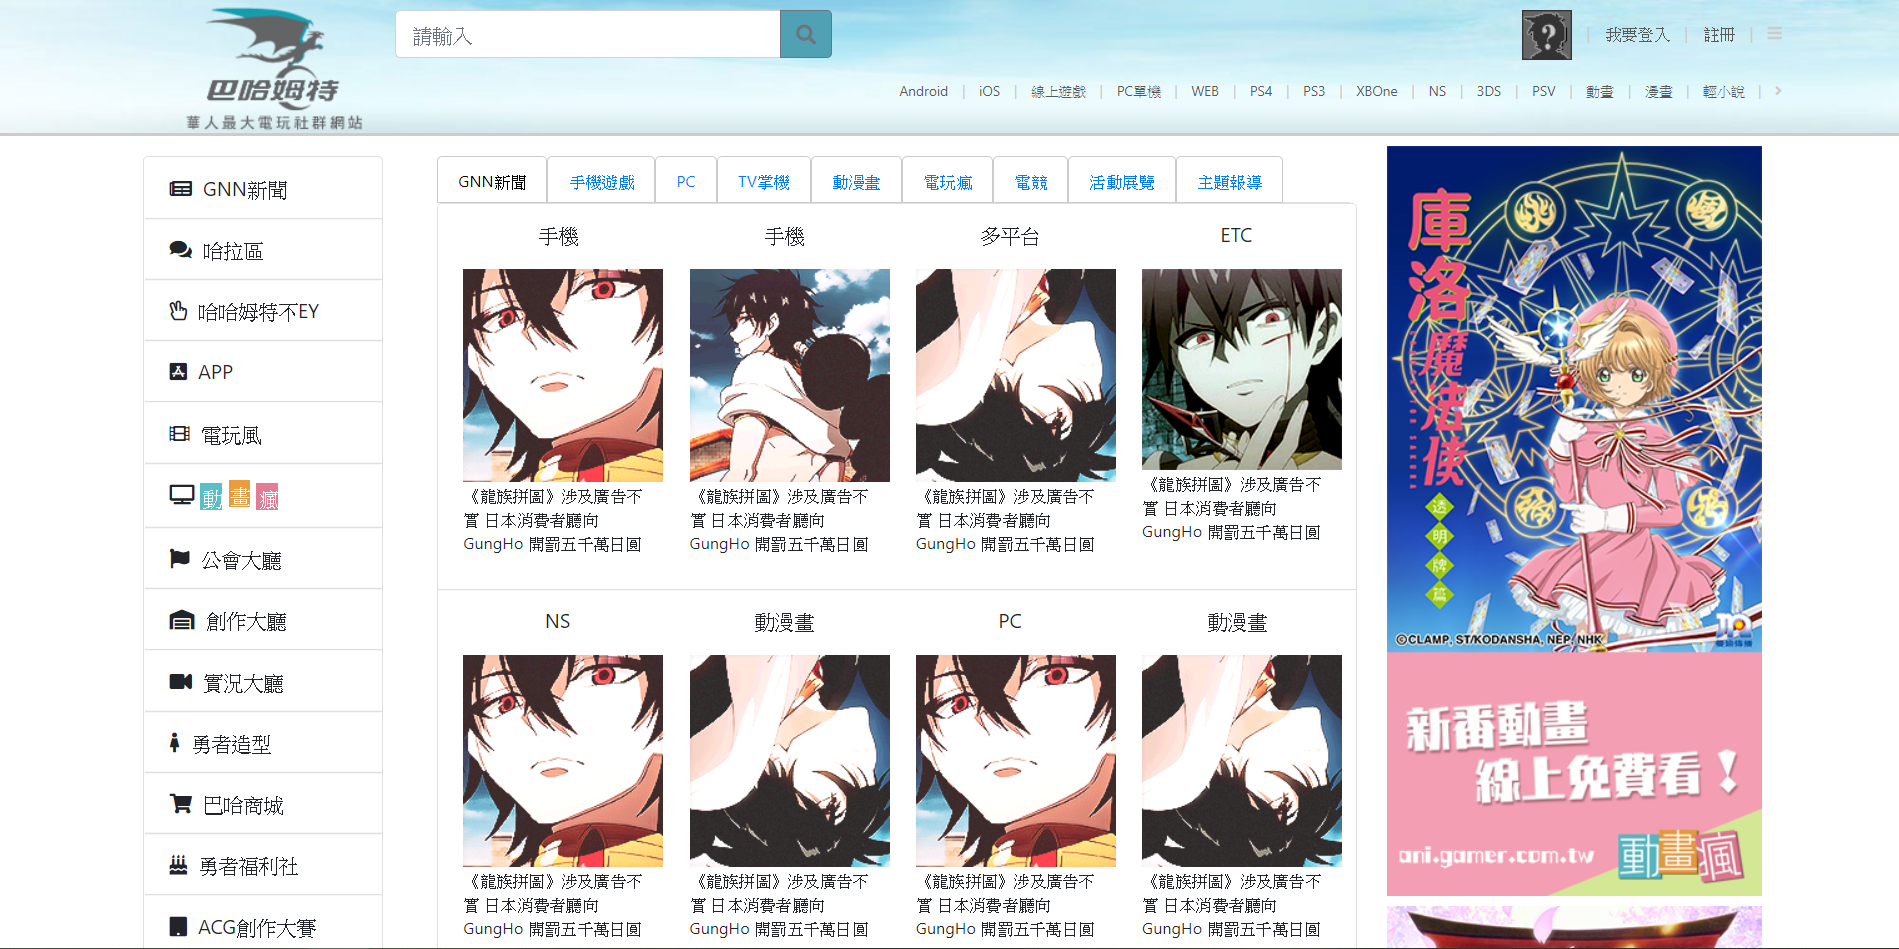 巴哈姆特
華人最大電玩社群網站
請輸入
我要登入 | 註冊 |
Android | iOS | 線上遊戲 | PC單機 | WEB | PS4 | PS3 | XBOne | NS | 3DS | PSV | 動畫 | 漫畫 | 輕小說 |
GNN新聞
哈拉區
哈哈姆特不EY
APP
電玩風
動畫瘋
公會大廳
創作大廳
實況大廳
勇者造型
巴哈商城
勇者福利社
ACG創作大賽
GNN新聞 手機遊戲 PC TV掌機 動漫畫 電玩瘋 電競 活動展覽 主題報導
手機
《龍族拼圖》涉及廣告不
實 日本消費者廳向
GungHo 開罰五千萬日圓
手機
《龍族拼圖》涉及廣告不
實 日本消費者廳向
GungHo 開罰五千萬日圓
多平台
《龍族拼圖》涉及廣告不
實 日本消費者廳向
GungHo 開罰五千萬日圓
ETC
《龍族拼圖》涉及廣告不
實 日本消費者廳向
GungHo 開罰五千萬日圓
NS
《龍族拼圖》涉及廣告不
實 日本消費者廳向
GungHo 開罰五千萬日圓
動漫畫
《龍族拼圖》涉及廣告不
實 日本消費者廳向
GungHo 開罰五千萬日圓
PC
《龍族拼圖》涉及廣告不
實 日本消費者廳向
GungHo 開罰五千萬日圓
動漫畫
《龍族拼圖》涉及廣告不
實 日本消費者廳向
GungHo 開罰五千萬日圓
庫洛魔法使
透明牌篇
©CLAMP, ST/KODANSHA, NEP, NHK
新番動畫
線上免費看！
ani.gamer.com.tw
動畫瘋